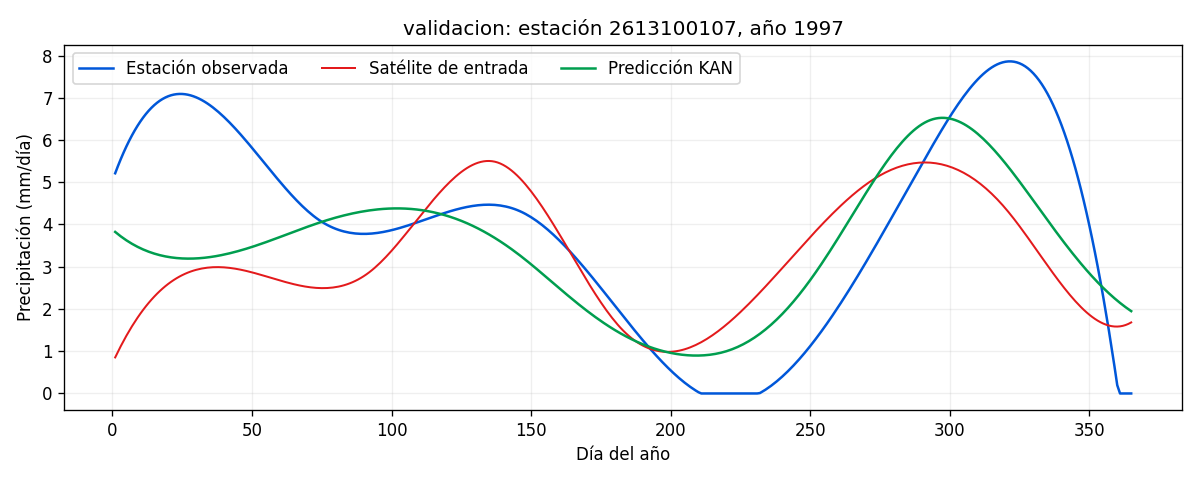 validacion: estación 2613100107, año 1997
Estación observada
Satélite de entrada
Predicción KAN
Precipitación (mm/día)
8
7
6
5
4
3
2
1
0
0 50 100 150 200 250 300 350
Día del año